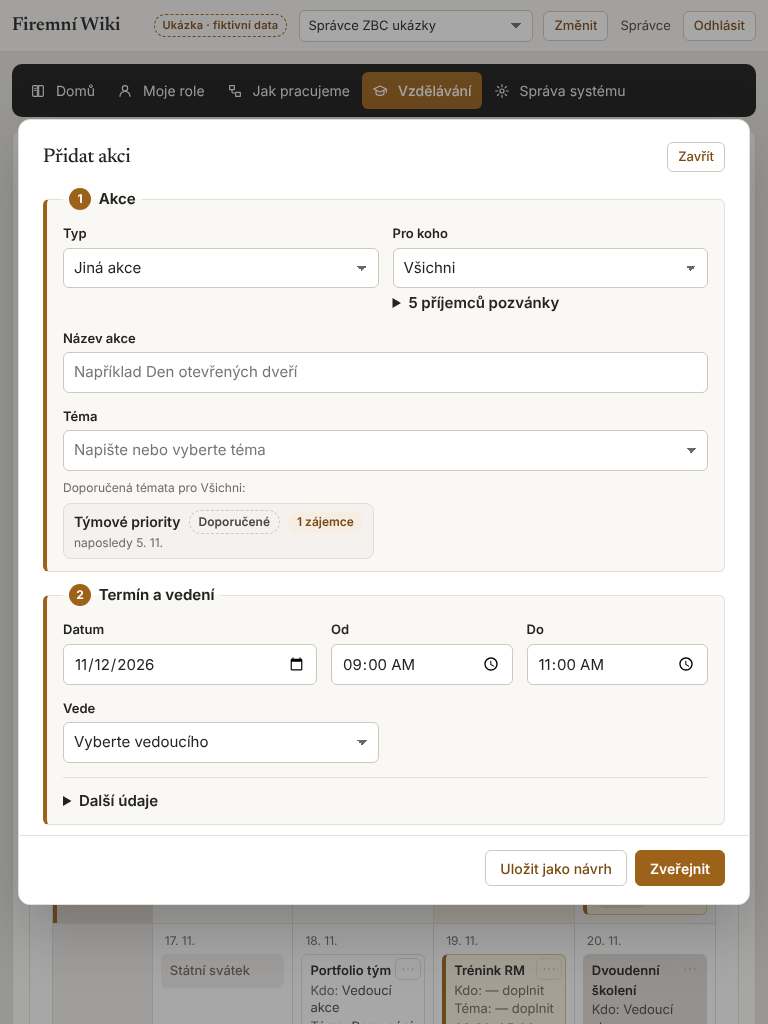 Firemní Wiki
Ukázka · fiktivní data
Správce ZBC ukázky
Změnit
Správce
Odhlásit
Domů
Moje role
Jak pracujeme
Vzdělávání
Správa systému
Přidat akci
Zavřít
1 Akce
Typ
Pro koho
Jiná akce
Všichni
5 příjemců pozvánky
Název akce
Například Den otevřených dveří
Téma
Napište nebo vyberte téma
Doporučená témata pro Všichni:
Týmové priority
Doporučené
1 zájemce
naposledy 5. 11.
2 Termín a vedení
Datum
Od
Do
11/12/2026
09:00 AM
11:00 AM
Vede
Vyberte vedoucího
Další údaje
Uložit jako návrh
Zveřejnit
17. 11.
18. 11.
19. 11.
20. 11.
Státní svátek
Portfolio tým
Kdo: Vedoucí
akce
Trénink RM
Kdo: — doplnit
Téma: — doplnit
Dvoudenní
školení
Kdo: Vedoucí